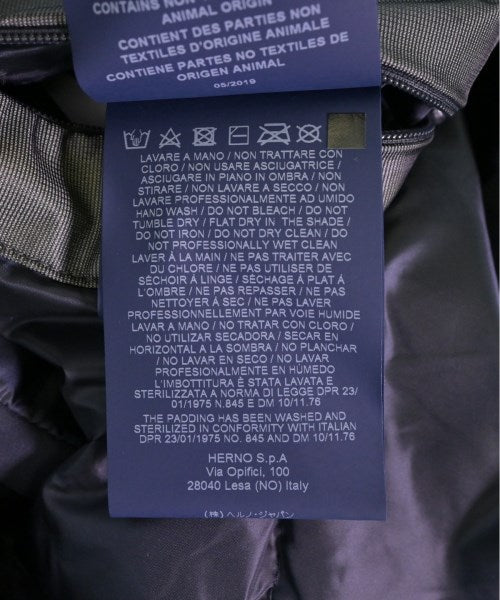 CONTAINS NON
ANIMAL ORIGIN
CONTIENT DES PARTIES NON
TEXTILES D'ORIGINE ANIMALE
CONTIENE PARTES NO TEXTILES DE
ORIGEN ANIMAL
05/2019
LAVARE A MANO / NON TRATTARE CON
CLORO / NON USARE ASCIUGATRICE /
ASCIUGARE IN PIANO IN OMBRA / NON
STIRARE / NON LAVARE A SECCO / NON
LAVARE PROFESSIONALMENTE AD UMIDO
HAND WASH / DO NOT BLEACH / DO NOT
TUMBLE DRY / FLAT DRY IN THE SHADE /
DO NOT IRON / DO NOT DRY CLEAN / DO
NOT PROFESSIONALLY WET CLEAN
LAVER À LA MAIN / NE PAS TRAITER AVEC
DU CHLORE / NE PAS UTILISER DE
SÉCHOIR À LINGE / SÉCHAGE À PLAT À
L'OMBRE / NE PAS REPASSER / NE PAS
NETTOYER À SEC / NE PAS LAVER
PROFESSIONNELLEMENT PAR VOIE HUMIDE
LAVAR A MANO / NO TRATAR CON CLORO /
NO UTILIZAR SECADORA / SECAR EN
HORIZONTAL A LA SOMBRA / NO PLANCHAR
/ NO LAVAR EN SECO / NO LAVAR
PROFESIONALMENTE EN HÚMEDO
L'IMBOTTITURA È STATA LAVATA E
STERILIZZATA A NORMA DI LEGGE DPR 23/
01/1975 N. 845 E DM 10/11.76
THE PADDING HAS BEEN WASHED AND
STERILIZED IN CONFORMITY WITH ITALIAN
DPR 23/01/1975 NO. 845 AND DM 10/11.76
HERNO S.p.A
Via Opifici, 100
28040 Lesa (NO) Italy
(株) ヘルノ・ジャパン